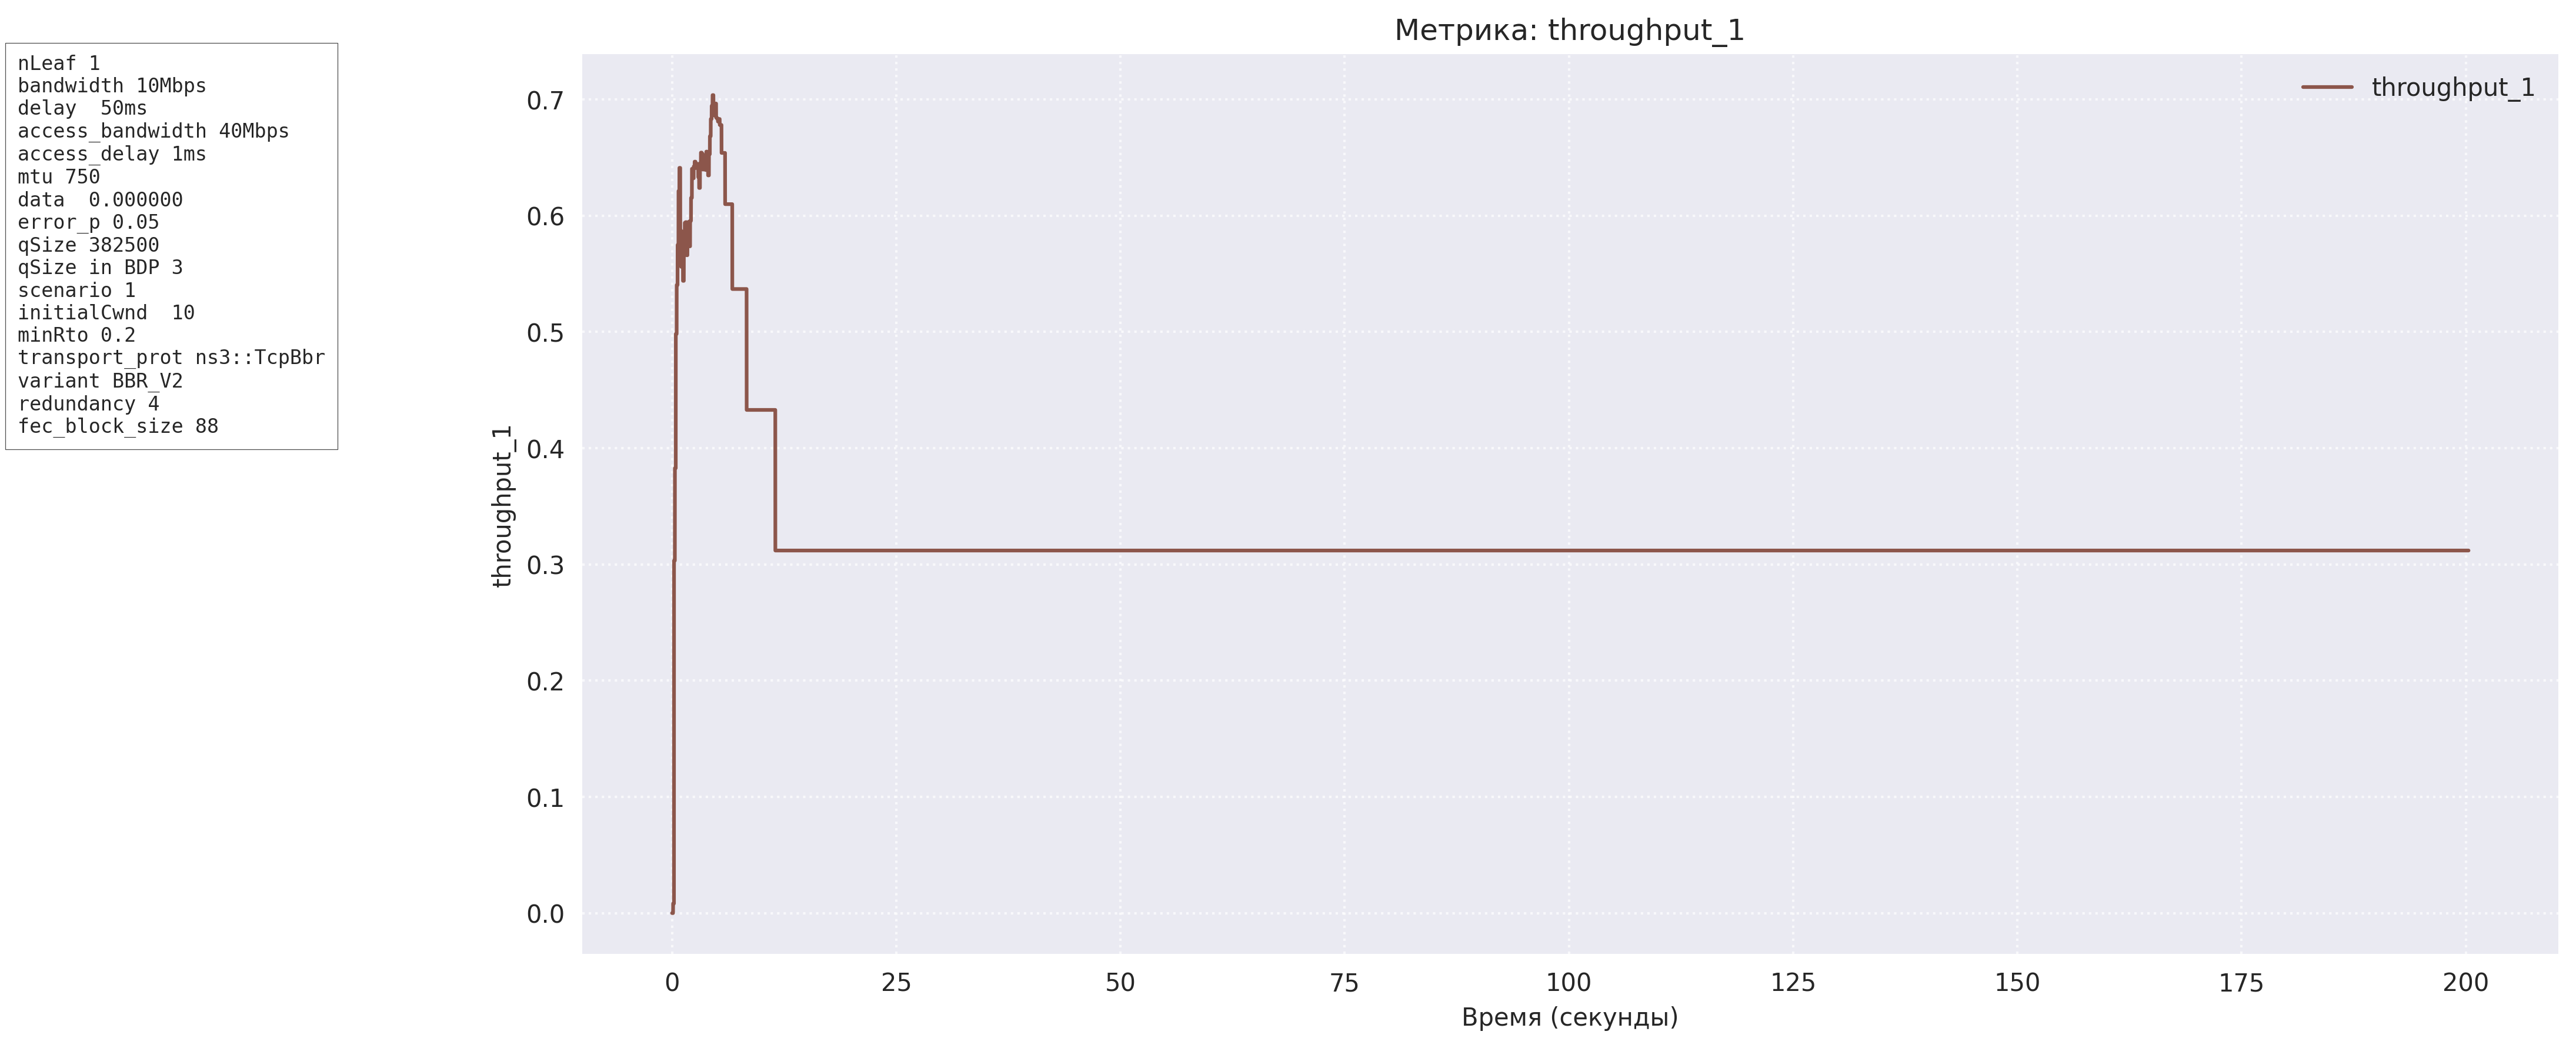 Метрика: throughput_1
nLeaf 1
bandwidth 10Mbps
delay  50ms
access_bandwidth 40Mbps
access_delay 1ms
mtu 750
data  0.000000
error_p 0.05
qSize 382500
qSize in BDP 3
scenario 1
initialCwnd  10
minRto 0.2
transport_prot ns3::TcpBbr
variant BBR_V2
redundancy 4
fec_block_size 88
throughput_1
throughput_1
0.7
0.6
0.5
0.4
0.3
0.2
0.1
0.0
0 25 50 75 100 125 150 175 200
Время (секунды)